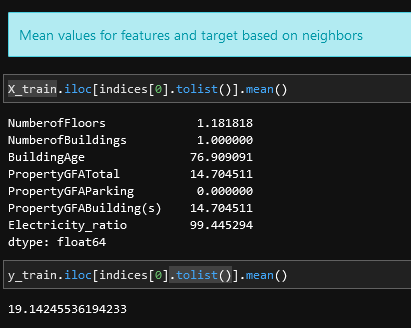 Mean values for features and target based on neighbors
X_train.iloc[indices[0].tolist()].mean()
NumberofFloors 1.181818
NumberofBuildings 1.000000
BuildingAge 76.909091
PropertyGFATotal 14.704511
PropertyGFAParking 0.000000
PropertyGFABuilding(s) 14.704511
Electricity_ratio 99.445294
dtype: float64
y_train.iloc[indices[0].tolist()].mean()
19.14245536194233